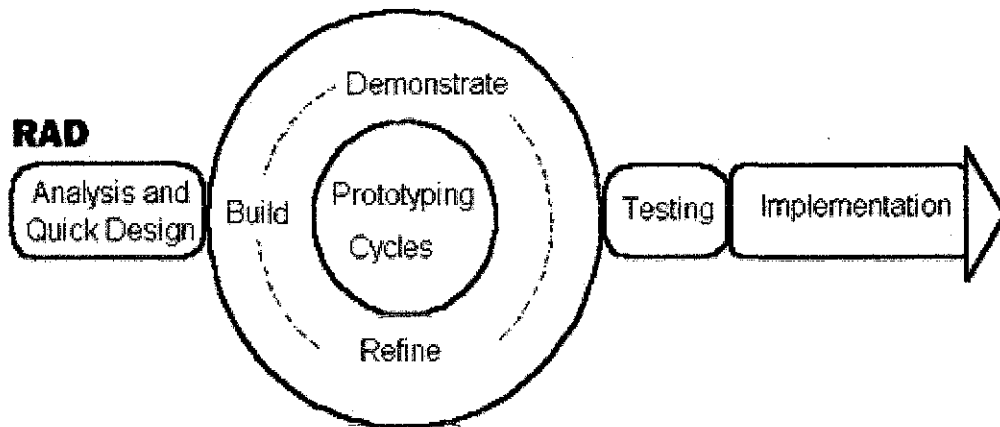 RAD
Analysis and
Quick Design
Build
Demonstrate
Prototyping
Cycles
Refine
Testing
Implementation